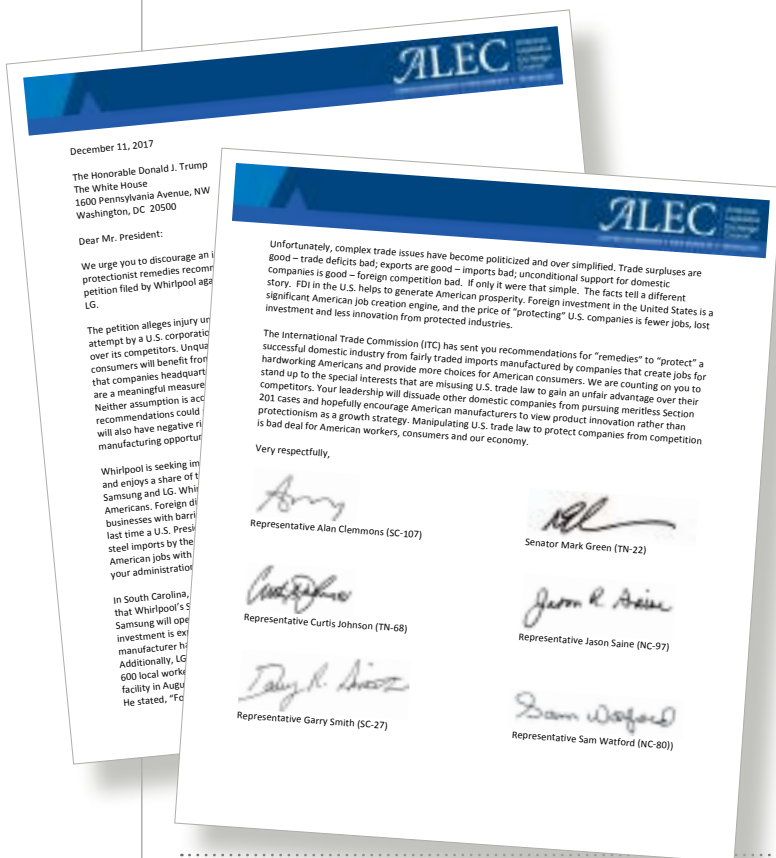 ALEC
American
Legislative
Exchange
Council
December 11, 2017
The Honorable Donald J. Trump
The White House
1600 Pennsylvania Avenue, NW
Washington, DC  20500
Dear Mr. President:
We urge you to discourage an i
protectionist remedies recomm
petition filed by Whirlpool aga
LG.
The petition alleges injury un
attempt by a U.S. corporatio
over its competitors. Unqua
consumers will benefit from
that companies headquart
are a meaningful measure
Neither assumption is acc
recommendations could
will also have negative ri
manufacturing opportun
Whirlpool is seeking im
and enjoys a share of t
Samsung and LG. Whir
Americans. Foreign di
businesses with barri
last time a U.S. Presi
steel imports by the
American jobs with
your administration
In South Carolina,
that Whirlpool's S
Samsung will ope
investment is ex
manufacturer ha
Additionally, LG
600 local worke
facility in Augu
He stated, "Fo
ALEC
American
Legislative
Exchange
Council
Unfortunately, complex trade issues have become politicized and over simplified. Trade surpluses are
good – trade deficits bad; exports are good – imports bad; unconditional support for domestic
companies is good – foreign competition bad.  If only it were that simple.  The facts tell a different
story.  FDI in the U.S. helps to generate American prosperity. Foreign investment in the United States is a
significant American job creation engine, and the price of "protecting" U.S. companies is fewer jobs, lost
investment and less innovation from protected industries.
The International Trade Commission (ITC) has sent you recommendations for "remedies" to "protect" a
successful domestic industry from fairly traded imports manufactured by companies that create jobs for
hardworking Americans and provide more choices for American consumers. We are counting on you to
stand up to the special interests that are misusing U.S. trade law to gain an unfair advantage over their
competitors. Your leadership will dissuade other domestic companies from pursuing meritless Section
201 cases and hopefully encourage American manufacturers to view product innovation rather than
protectionism as a growth strategy. Manipulating U.S. trade law to protect companies from competition
is bad deal for American workers, consumers and our economy.
Very respectfully,
Representative Alan Clemmons (SC-107)
Senator Mark Green (TN-22)
Representative Curtis Johnson (TN-68)
Jason R. Saine
Representative Jason Saine (NC-97)
Representative Garry Smith (SC-27)
Sam Watford
Representative Sam Watford (NC-80))